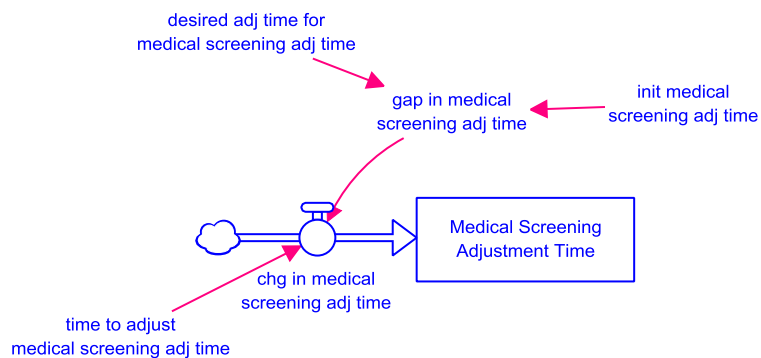 desired adj time for
medical screening adj time
gap in medical
screening adj time
init medical
screening adj time
Medical Screening
Adjustment Time
chg in medical
screening adj time
time to adjust
medical screening adj time